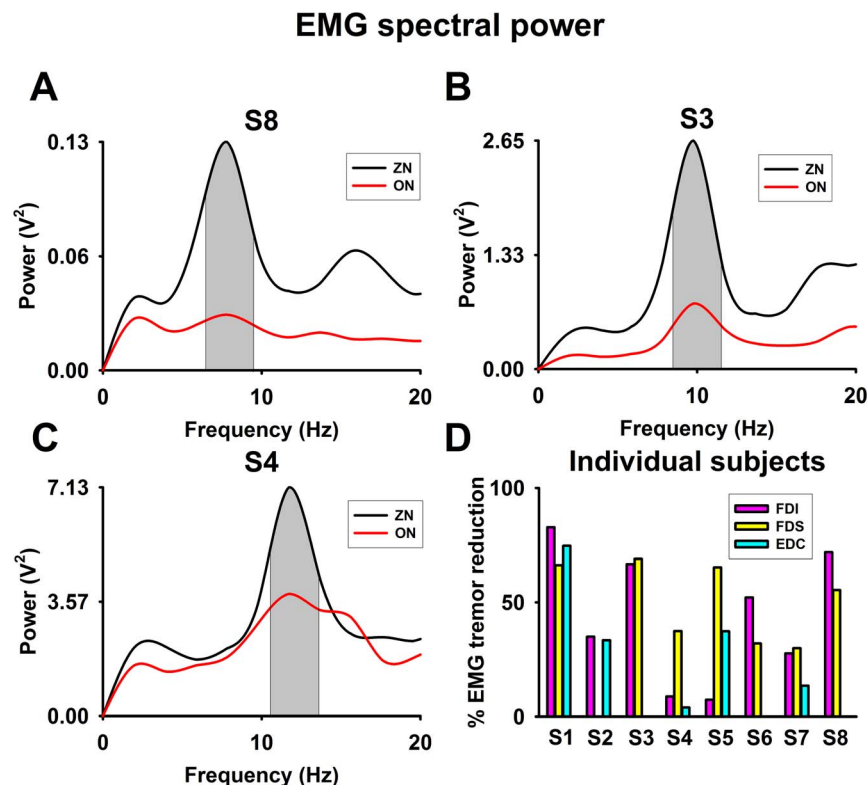 EMG spectral power
A
S8
0.13
0.06
0.00
Power (V²)
ZN
ON
0
10
20
Frequency (Hz)
B
S3
2.65
1.33
0.00
Power (V²)
ZN
ON
0
10
20
Frequency (Hz)
C
S4
7.13
3.57
0.00
Power (V²)
ZN
ON
0
10
20
Frequency (Hz)
D
Individual subjects
100
50
0
% EMG tremor reduction
FDI
FDS
EDC
S1 S2 S3 S4 S5 S6 S7 S8